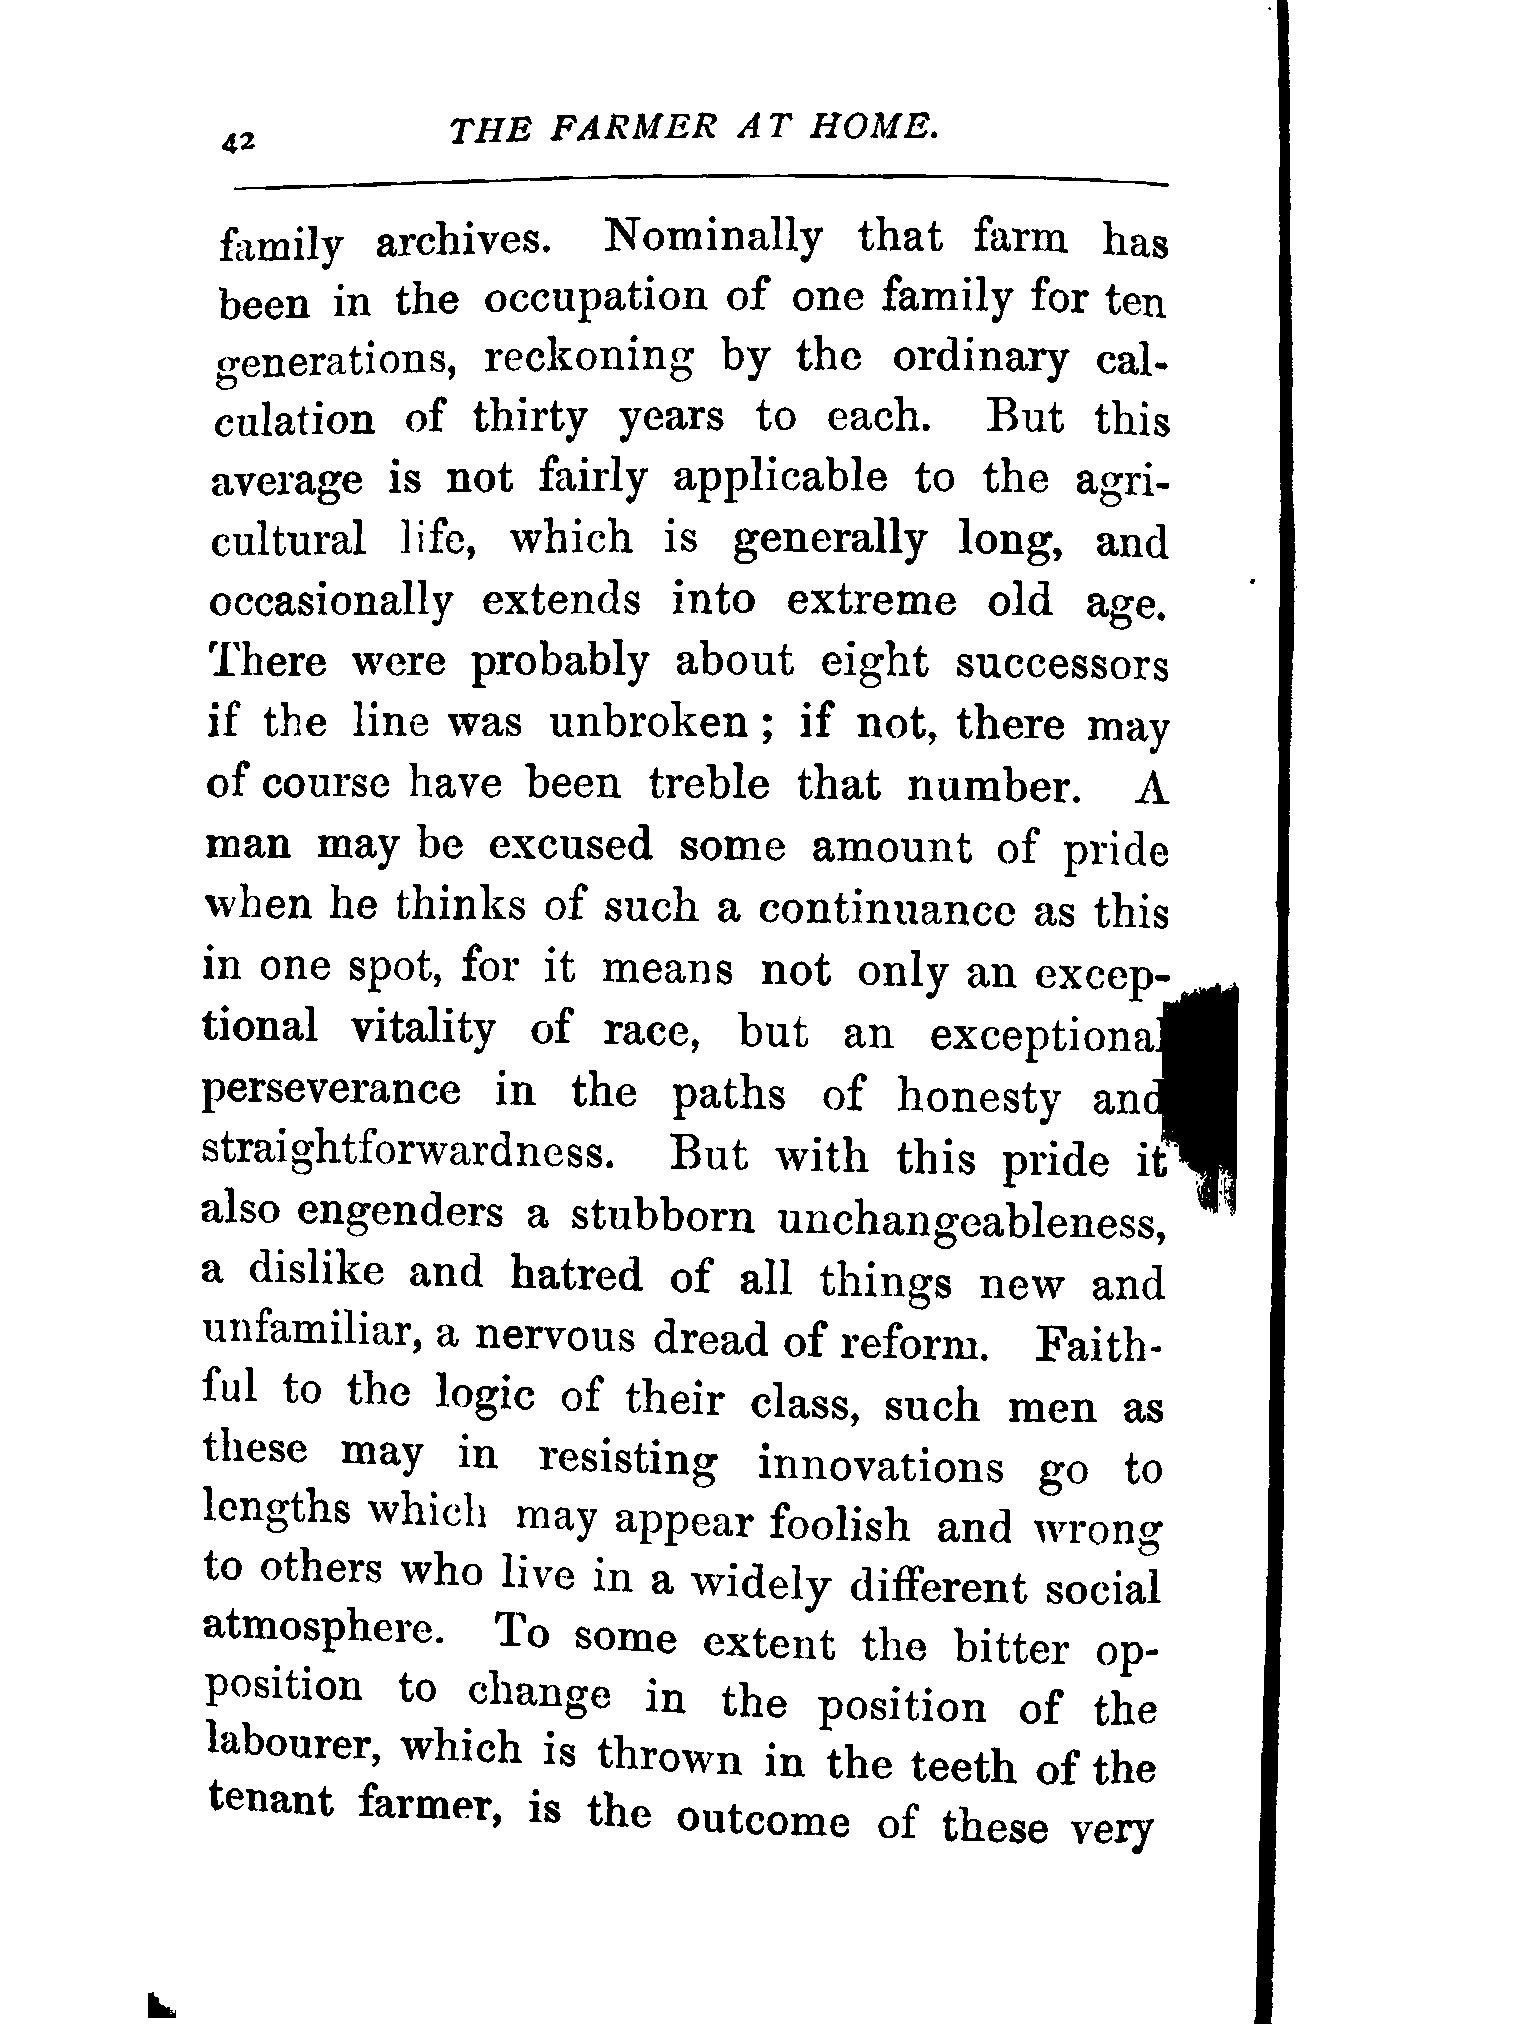 42 THE FARMER AT HOME.
family archives. Nominally that farm has
been in the occupation of one family for ten
generations, reckoning by the ordinary cal-
culation of thirty years to each. But this
average is not fairly applicable to the agri-
cultural life, which is generally long, and
occasionally extends into extreme old age.
There were probably about eight successors
if the line was unbroken ; if not, there may
of course have been treble that number. A
man may be excused some amount of pride
when he thinks of such a continuance as this
in one spot, for it means not only an excep-
tional vitality of race, but an exceptional
perseverance in the paths of honesty and
straightforwardness. But with this pride it
also engenders a stubborn unchangeableness,
a dislike and hatred of all things new and
unfamiliar, a nervous dread of reform. Faith-
ful to the logic of their class, such men as
these may in resisting innovations go to
lengths which may appear foolish and wrong
to others who live in a widely different social
atmosphere. To some extent the bitter op-
position to change in the position of the
labourer, which is thrown in the teeth of the
tenant farmer, is the outcome of these very